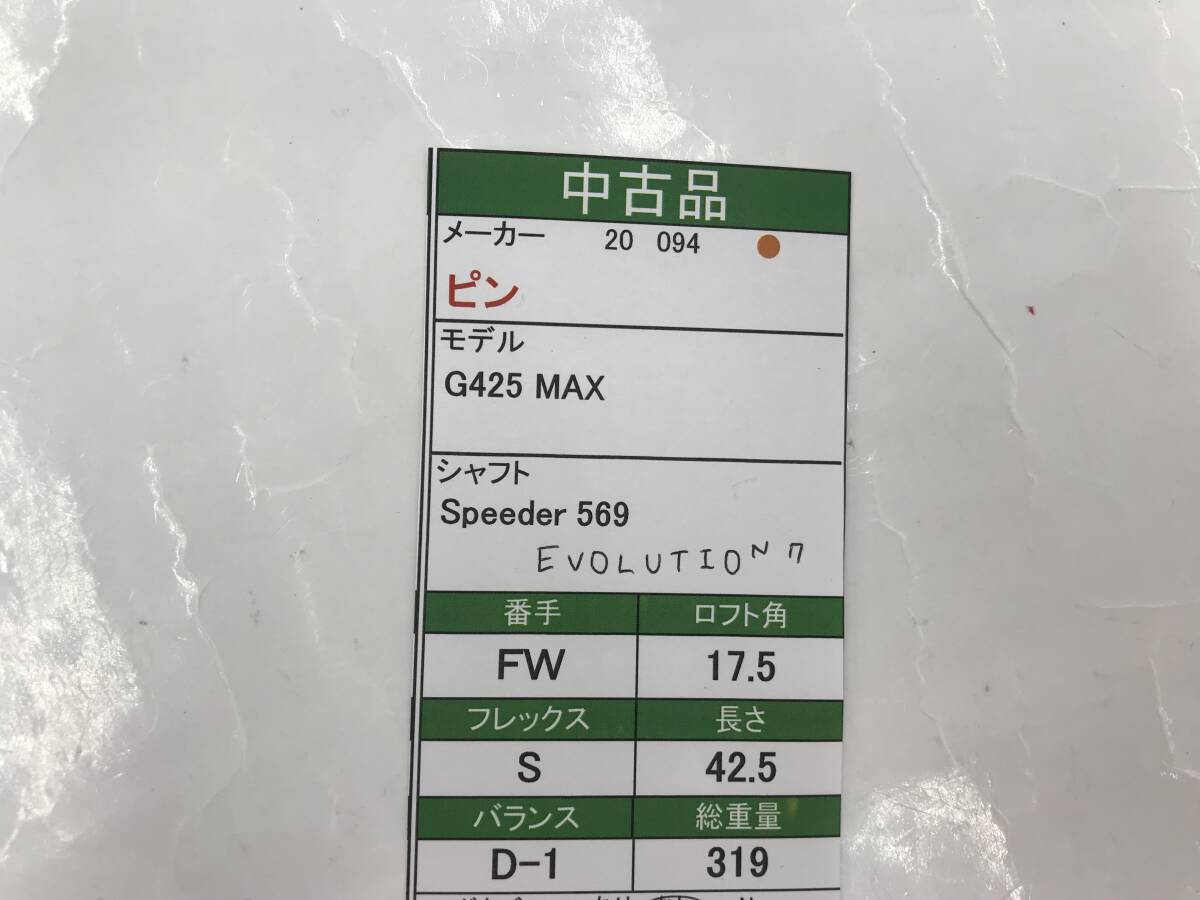 中古品
メーカー 20 094
ピン
モデル
G425 MAX
シャフト
Speeder 569
EVOLUTION 7
番手 ロフト角
FW 17.5
フレックス 長さ
S 42.5
バランス 総重量
D-1 319